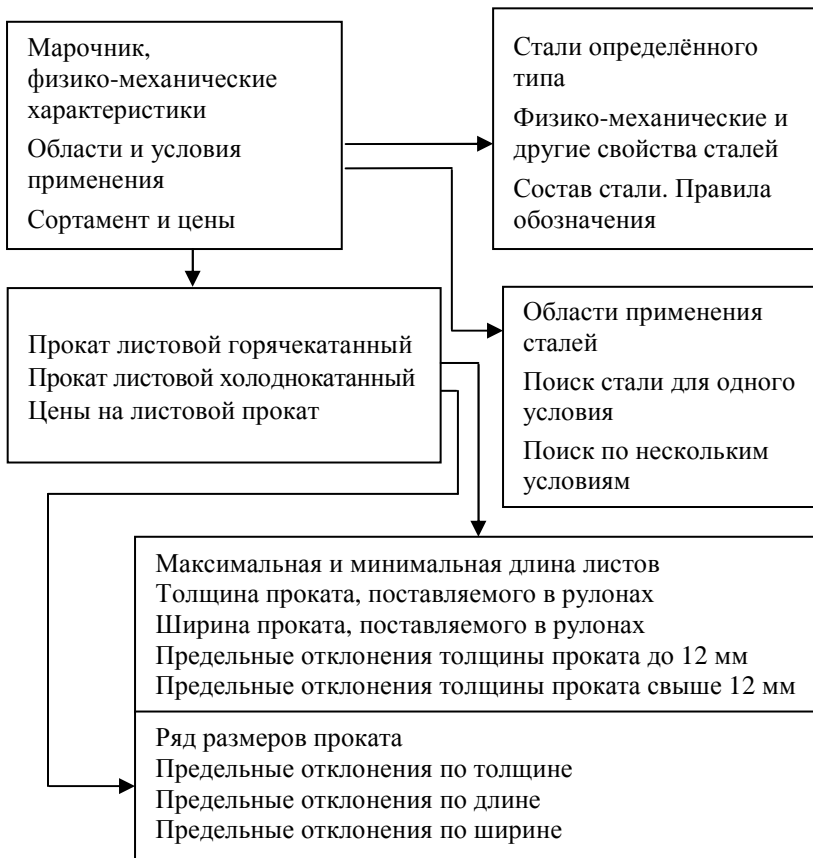 Марочник,
физико-механические
характеристики
Области и условия
применения
Сортамент и цены
Стали определённого
типа
Физико-механические и
другие свойства сталей
Состав стали. Правила
обозначения
Прокат листовой горячекатанный
Прокат листовой холоднокатанный
Цены на листовой прокат
Области применения
сталей
Поиск стали для одного
условия
Поиск по нескольким
условиям
Максимальная и минимальная длина листов
Толщина проката, поставляемого в рулонах
Ширина проката, поставляемого в рулонах
Предельные отклонения толщины проката до 12 мм
Предельные отклонения толщины проката свыше 12 мм
Ряд размеров проката
Предельные отклонения по толщине
Предельные отклонения по длине
Предельные отклонения по ширине